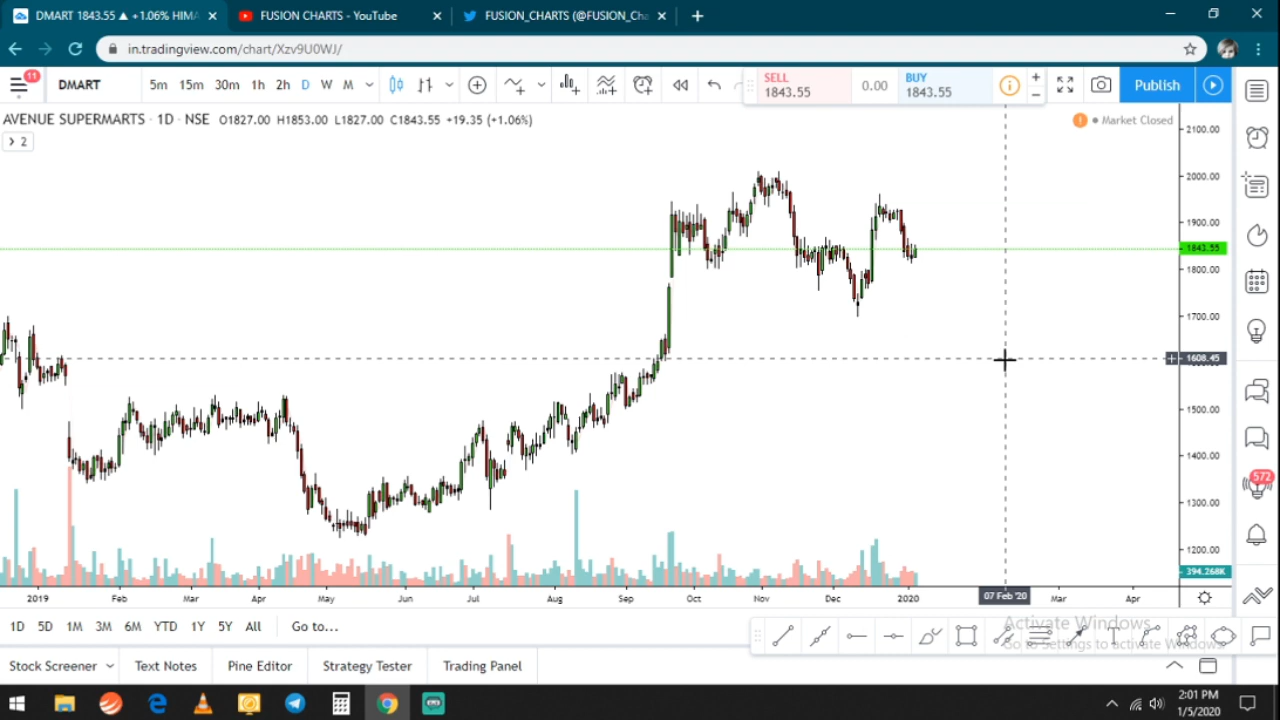 DMART 1843.55 ▲ +1.06% HIMA
FUSION CHARTS - YouTube
FUSION_CHARTS (@FUSION_Cha
in.tradingview.com/chart/Xzv9U0WJ/
11
DMART
5m 15m 30m 1h 2h D W M
SELL
1843.55
0.00
BUY
1843.55
Publish
AVENUE SUPERMARTS · 1D · NSE O1827.00 H1853.00 L1827.00 C1843.55 +19.35 (+1.06%)
Market Closed
2
2100.00
2000.00
1900.00
1843.55
1800.00
1700.00
1608.45
1500.00
1400.00
1300.00
1200.00
394.268K
572
2019 Feb Mar Apr May Jun Jul Aug Sep Oct Nov Dec 2020 07 Feb '20 Mar Apr
1D 5D 1M 3M 6M YTD 1Y 5Y All Go to...
Activate Windows
Go to Settings to activate Windows.
Stock Screener Text Notes Pine Editor Strategy Tester Trading Panel
2:01 PM
1/5/2020